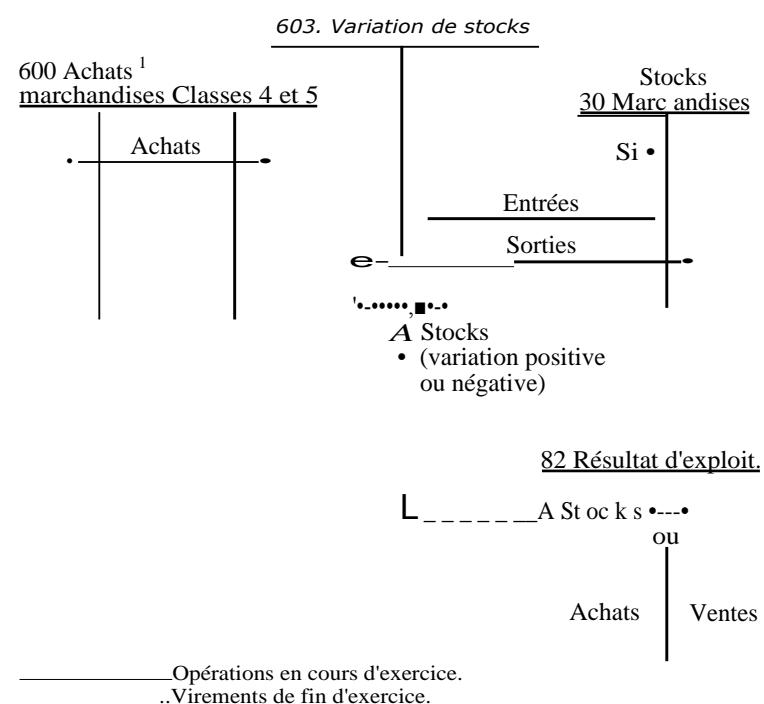 603. Variation de stocks
600 Achats 1
marchandises Classes 4 et 5
Stocks
30 Marc andises
Achats
Si •
Entrées
Sorties
e-
'•-•••••,■•-•
A Stocks
• (variation positive
ou négative)
82 Résultat d'exploit.
L_ _ _ _ _ _ _A St oc k s •---•
ou
Achats Ventes
Opérations en cours d'exercice.
..Virements de fin d'exercice.